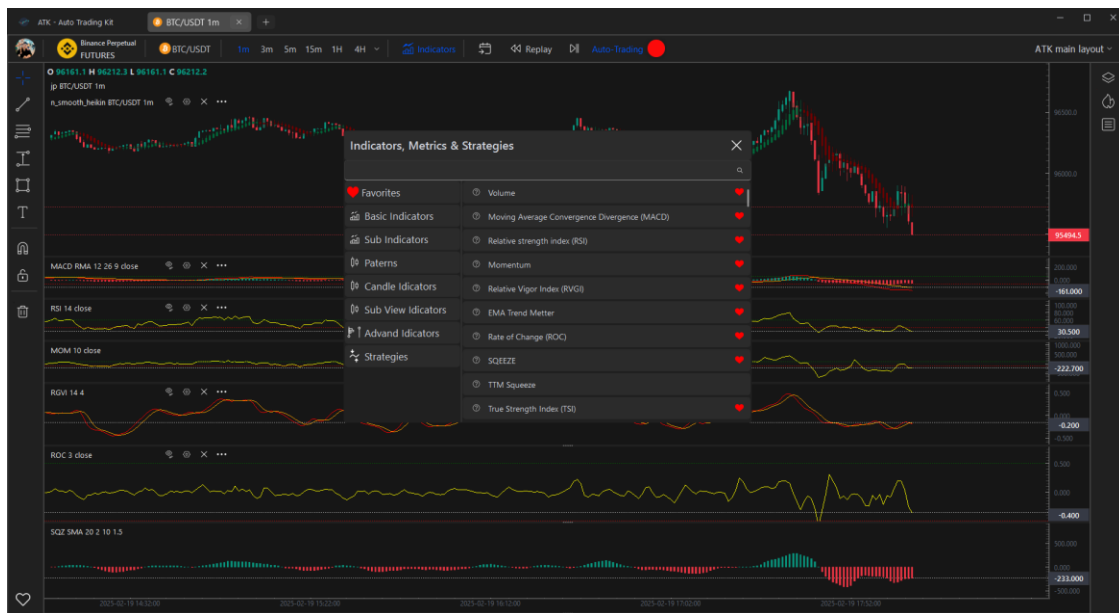 ATK - Auto Trading Kit
BTC/USDT 1m
Binance Perpetual
FUTURES
BTC/USDT
1m 3m 5m 15m 1H 4H
Indicators
Replay
Auto-Trading
ATK main layout
O 96161.1 H 96212.3 L 96161.1 C 96212.2
jp BTC/USDT 1m
n_smooth_heikin BTC/USDT 1m
96500.0
96000.0
95494.5
Indicators, Metrics & Strategies
Favorites
Basic Indicators
Sub Indicators
Paterns
Candle Idicators
Sub View Idicators
Advand Idicators
Strategies
Volume
Moving Average Convergence Divergence (MACD)
Relative strength index (RSI)
Momentum
Relative Vigor Index (RVGI)
EMA Trend Metter
Rate of Change (ROC)
SQEEZE
TTM Squeeze
True Strength Index (TSI)
MACD RMA 12 26 9 close
200.000
-161.000
RSI 14 close
100.000
80.000
60.000
30.500
MOM 10 close
1000.000
500.000
-222.700
RGVI 14 4
0.500
0.000
-0.200
-0.500
ROC 3 close
0.500
0.000
-0.400
SQZ SMA 20 2 10 1.5
500.000
0.000
-233.000
-500.000
2025-02-19 14:32:00
2025-02-19 15:22:00
2025-02-19 16:12:00
2025-02-19 17:02:00
2025-02-19 17:52:00